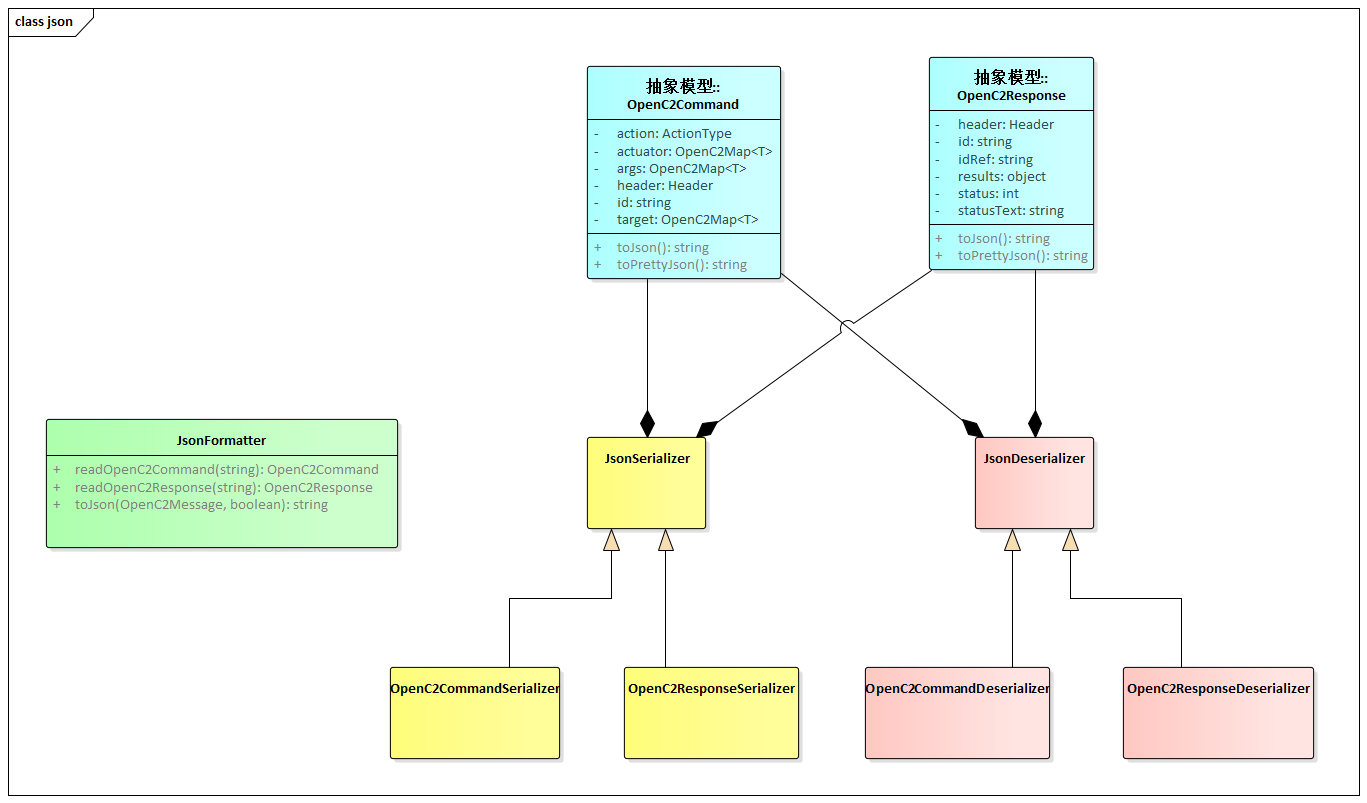 class json
抽象模型::
OpenC2Command
- action: ActionType
- actuator: OpenC2Map<T>
- args: OpenC2Map<T>
- header: Header
- id: string
- target: OpenC2Map<T>
+ toJson(): string
+ toPrettyJson(): string
抽象模型::
OpenC2Response
- header: Header
- id: string
- idRef: string
- results: object
- status: int
- statusText: string
+ toJson(): string
+ toPrettyJson(): string
JsonFormatter
+ readOpenC2Command(string): OpenC2Command
+ readOpenC2Response(string): OpenC2Response
+ toJson(OpenC2Message, boolean): string
JsonSerializer
JsonDeserializer
OpenC2CommandSerializer
OpenC2ResponseSerializer
OpenC2CommandDeserializer
OpenC2ResponseDeserializer